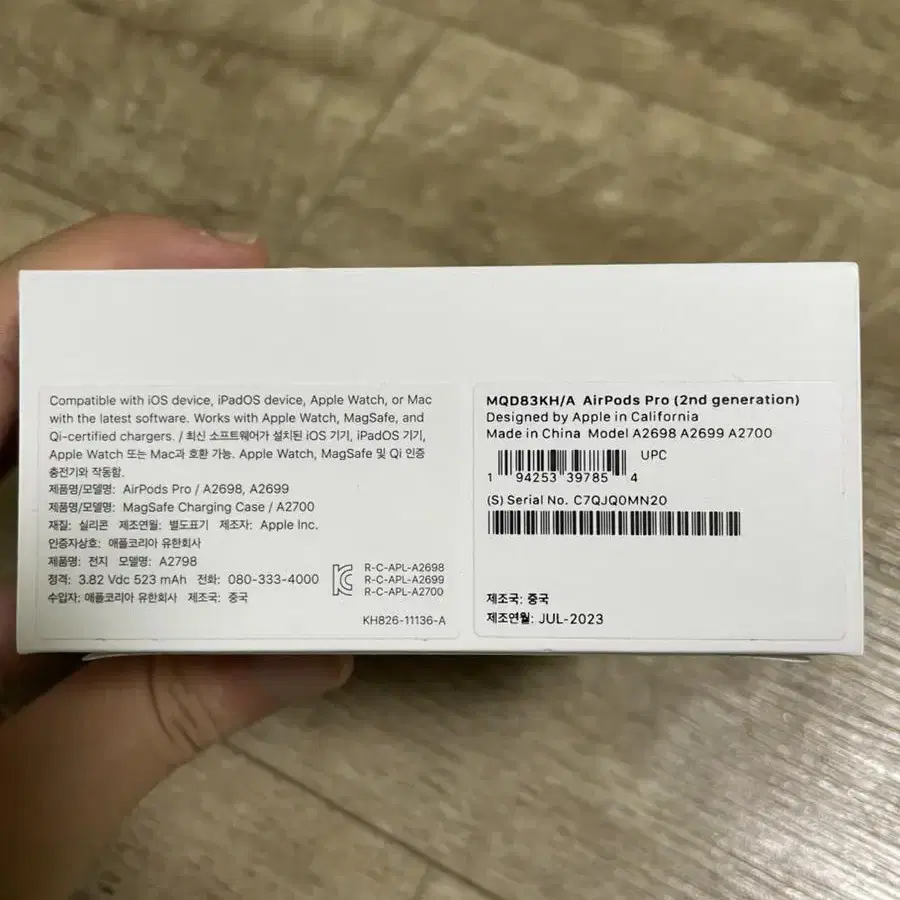 Compatible with iOS device, iPadOS device, Apple Watch, or Mac
with the latest software. Works with Apple Watch, MagSafe, and
Qi-certified chargers. / 최신 소프트웨어가 설치된 iOS 기기, iPadOS 기기,
Apple Watch 또는 Mac과 호환 가능. Apple Watch, MagSafe 및 Qi 인증
충전기와 작동함.
제품명/모델명: AirPods Pro / A2698, A2699
제품명/모델명: MagSafe Charging Case / A2700
재질: 실리콘 제조연월: 별도표기 제조자: Apple Inc.
인증자상호: 애플코리아 유한회사
제품명: 전지 모델명: A2798
정격: 3.82 Vdc 523 mAh 전화: 080-333-4000
수입자: 애플코리아 유한회사 제조국: 중국
R-C-APL-A2698
R-C-APL-A2699
R-C-APL-A2700
KH826-11136-A
MQD83KH/A AirPods Pro (2nd generation)
Designed by Apple in California
Made in China Model A2698 A2699 A2700
UPC
1 94253 39785 4
(S) Serial No. C7QJQ0MN20
제조국: 중국
제조연월: JUL-2023